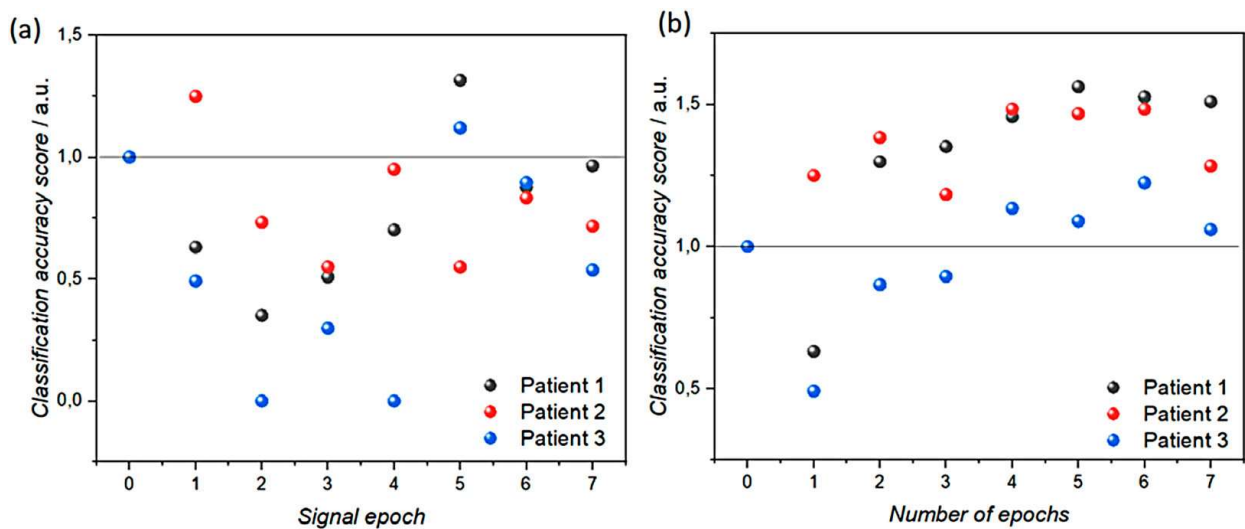 (a)
Classification accuracy score / a.u.
1,5
1,0
0,5
0,0
0 1 2 3 4 5 6 7
Signal epoch
Patient 1
Patient 2
Patient 3
(b)
Classification accuracy score / a.u.
1,5
1,0
0,5
0 1 2 3 4 5 6 7
Number of epochs
Patient 1
Patient 2
Patient 3